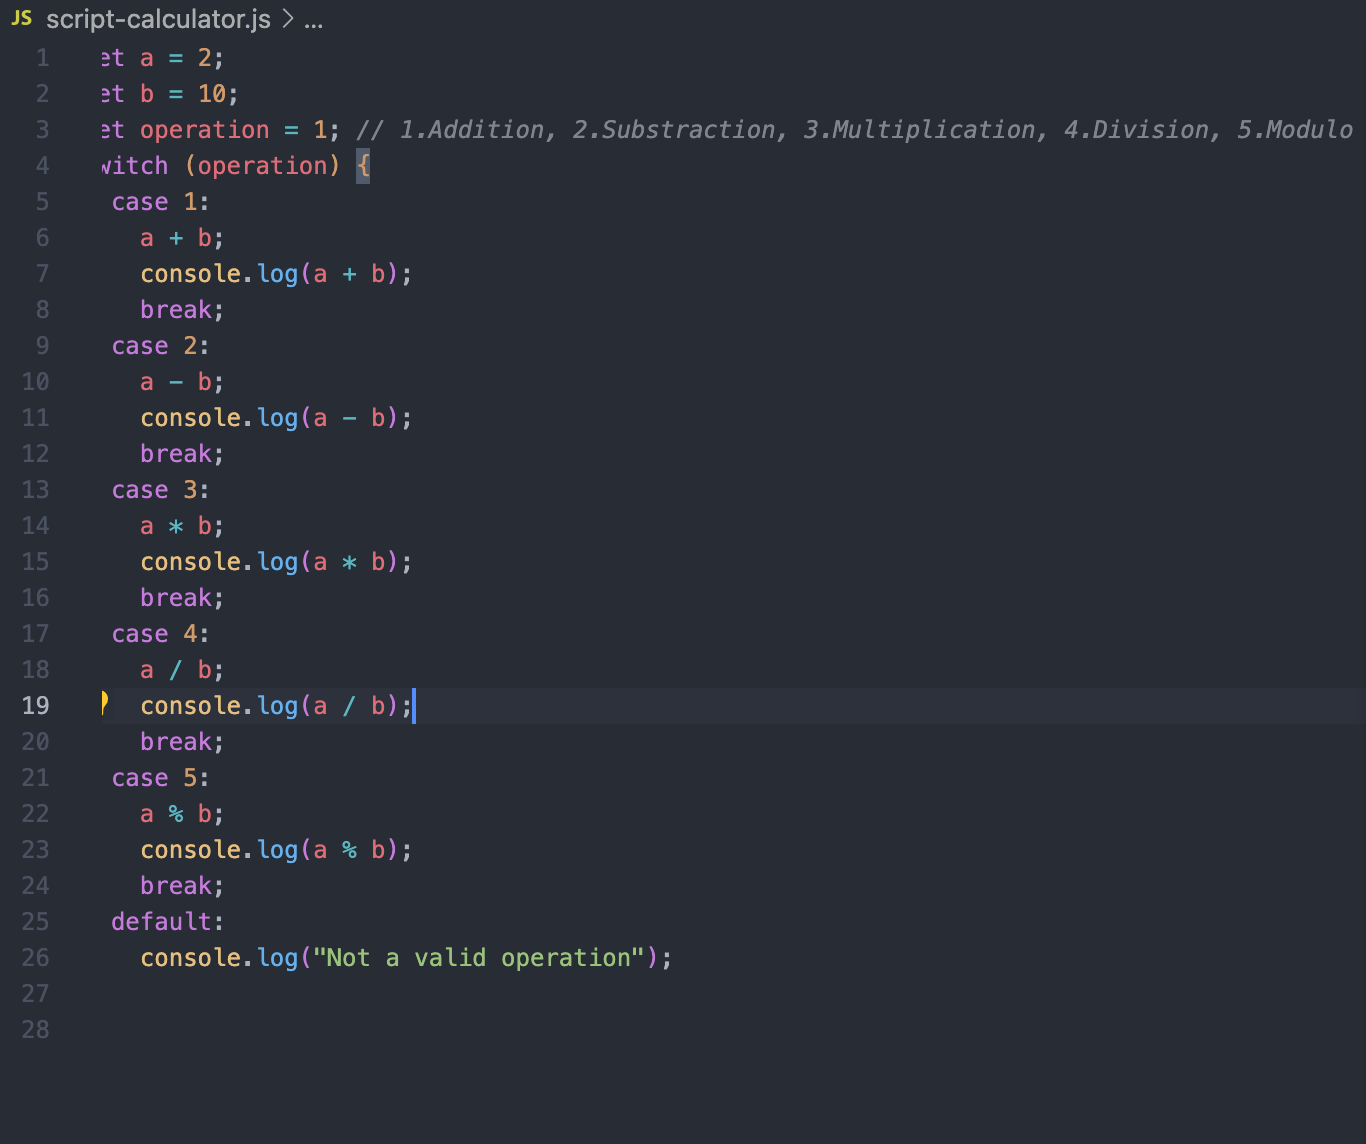 JS script-calculator.js > ...
1 et a = 2;
2 et b = 10;
3 et operation = 1; // 1.Addition, 2.Substraction, 3.Multiplication, 4.Division, 5.Modulo
4 witch (operation) {
5 case 1:
6 a + b;
7 console.log(a + b);
8 break;
9 case 2:
10 a - b;
11 console.log(a - b);
12 break;
13 case 3:
14 a * b;
15 console.log(a * b);
16 break;
17 case 4:
18 a / b;
19 console.log(a / b);
20 break;
21 case 5:
22 a % b;
23 console.log(a % b);
24 break;
25 default:
26 console.log("Not a valid operation");
27
28